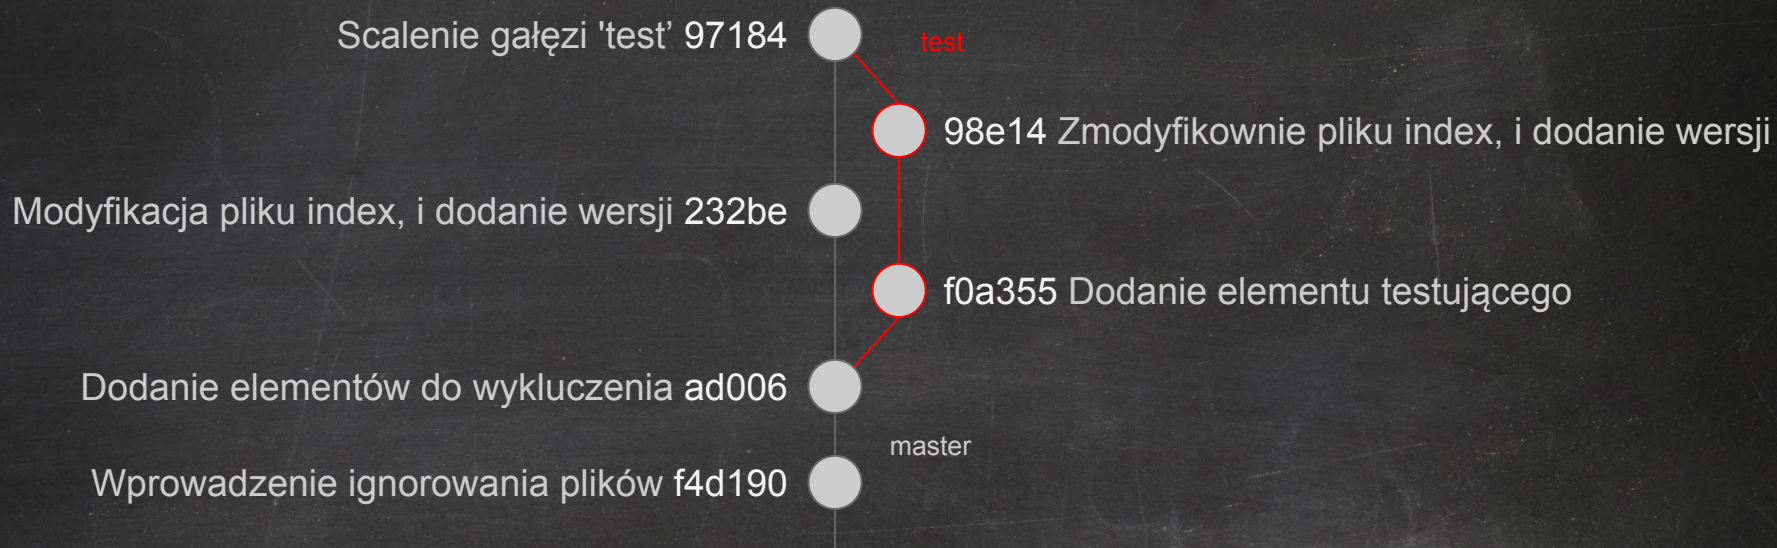 Scalenie gałęzi 'test’ 97184
test
98e14 Zmodyfikownie pliku index, i dodanie wersji
Modyfikacja pliku index, i dodanie wersji 232be
f0a355 Dodanie elementu testującego
Dodanie elementów do wykluczenia ad006
master
Wprowadzenie ignorowania plików f4d190